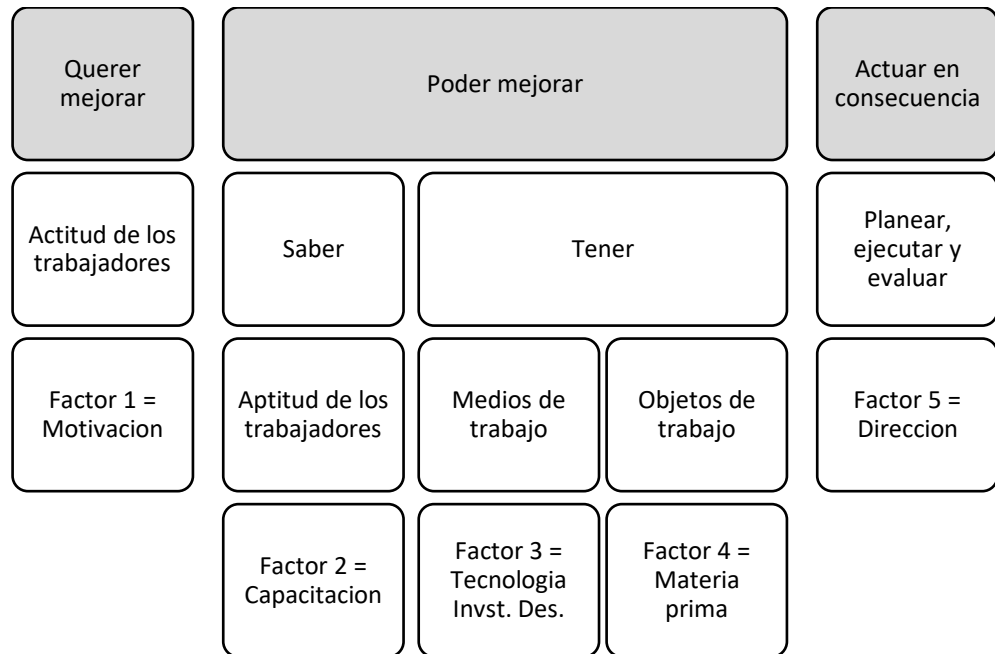 Querer
mejorar
Poder mejorar
Actuar en
consecuencia
Actitud de los
trabajadores
Saber
Tener
Planear,
ejecutar y
evaluar
Factor 1 =
Motivacion
Aptitud de los
trabajadores
Medios de
trabajo
Objetos de
trabajo
Factor 5 =
Direccion
Factor 2 =
Capacitacion
Factor 3 =
Tecnologia
Invst. Des.
Factor 4 =
Materia
prima